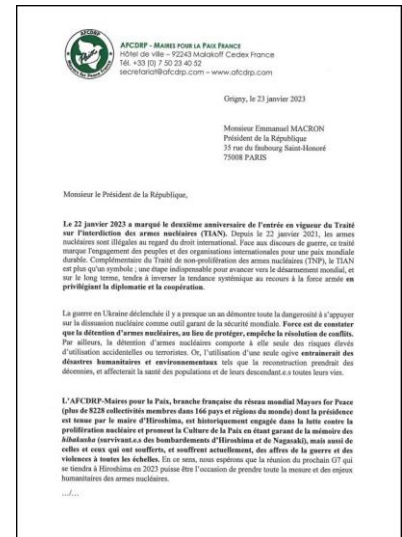 AFCDRP - MAIRES POUR LA PAIX FRANCE
Hôtel de ville – 92243 Malakoff Cedex France
Tél. +33 (0) 7 50 23 40 52
secretariat@afcdrp.com – www.afcdrp.com
Grigny, le 23 janvier 2023
Monsieur Emmanuel MACRON
Président de la République
35 rue du faubourg Saint-Honoré
75008 PARIS
Monsieur le Président de la République,
Le 22 janvier 2023 a marqué le deuxième anniversaire de l'entrée en vigueur du Traité
sur l'interdiction des armes nucléaires (TIAN). Depuis le 22 janvier 2021, les armes
nucléaires sont illégales au regard du droit international. Face aux discours de guerre, ce traité
marque l'engagement des peuples et des organisations internationales pour une paix mondiale
durable. Complémentaire du Traité de non-prolifération des armes nucléaires (TNP), le TIAN
est plus qu'un symbole ; une étape indispensable pour avancer vers le désarmement mondial, et
sur le long terme, tendra à inverser la tendance systémique au recours à la force armée en
privilégiant la diplomatie et la coopération.
La guerre en Ukraine déclenchée il y a presque un an démontre toute la dangerosité à s'appuyer
sur la dissuasion nucléaire comme outil garant de la sécurité mondiale. Force est de constater
que la détention d'armes nucléaires, au lieu de protéger, empêche la résolution de conflits.
Par ailleurs, la détention d'armes nucléaires comporte à elle seule des risques élevés
d'utilisation accidentelles ou terroristes. Or, l'utilisation d'une seule ogive entrainerait des
désastres humanitaires et environnementaux tels que la reconstruction prendrait des
décennies, et affecterait la santé des populations et de leurs descendant.e.s toutes leurs vies.
L'AFCDRP-Maires pour la Paix, branche française du réseau mondial Mayors for Peace
(plus de 8228 collectivités membres dans 166 pays et régions du monde) dont la présidence
est tenue par le maire d'Hiroshima, est historiquement engagée dans la lutte contre la
prolifération nucléaire et promeut la Culture de la Paix en étant garant de la mémoire des
hibakusha (survivant.e.s des bombardements d'Hiroshima et de Nagasaki), mais aussi de
celles et ceux qui ont soufferts, et souffrent actuellement, des affres de la guerre et des
violences à toutes les échelles. En ce sens, nous espérons que la réunion du prochain G7 qui
se tiendra à Hiroshima en 2023 puisse être l'occasion de prendre toute la mesure et des enjeux
humanitaires des armes nucléaires.
.../...